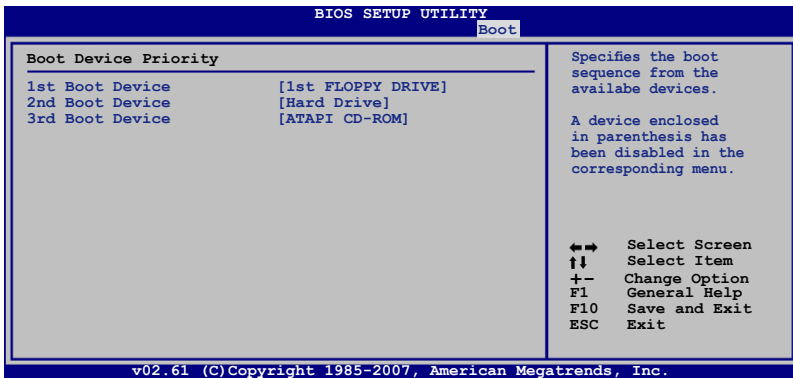 BIOS SETUP UTILITY
Boot
Boot Device Priority
1st Boot Device [1st FLOPPY DRIVE]
2nd Boot Device [Hard Drive]
3rd Boot Device [ATAPI CD-ROM]
Specifies the boot
sequence from the
availabe devices.
A device enclosed
in parenthesis has
been disabled in the
corresponding menu.
←→ Select Screen
↑↓ Select Item
+- Change Option
F1 General Help
F10 Save and Exit
ESC Exit
v02.61 (C)Copyright 1985-2007, American Megatrends, Inc.